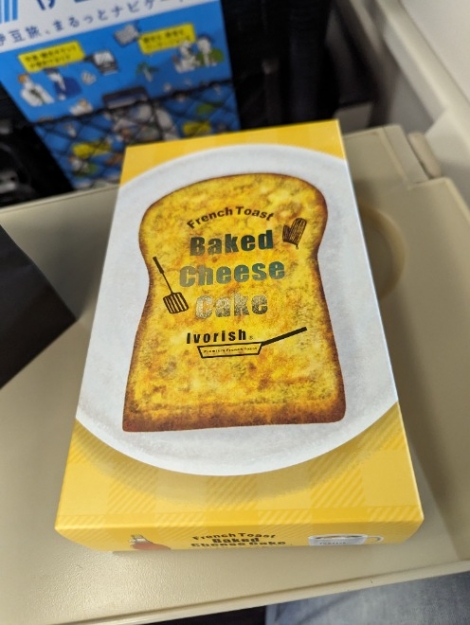 伊豆旅、まるっとナビゲー
French Toast
Baked
Cheese
Cake
Ivorish
French Toast
Baked
Cheese Cake